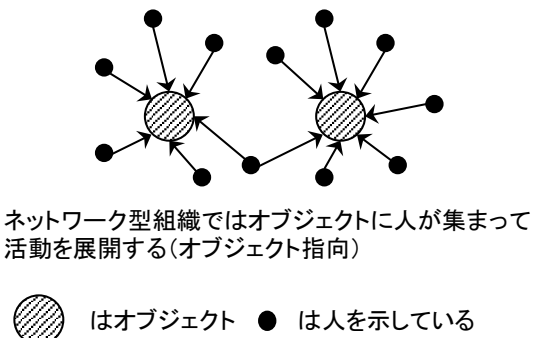 ネットワーク型組織ではオブジェクトに人が集まって
活動を展開する(オブジェクト指向)
はオブジェクト ● は人を示している